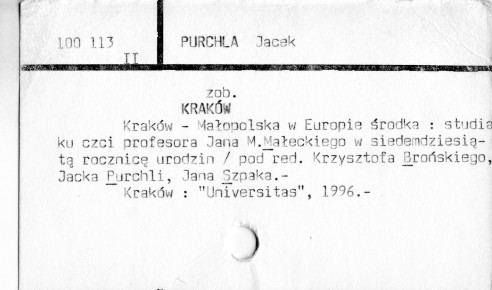 100 113
II
PURCHLA Jacek
zob.
KRAKÓW
Kraków - Małopolska w Europie środka : studia
ku czci profesora Jana M.Małeckiego w siedemdziesią-
tą rocznicę urodzin / pod red. Krzysztofa Brońskiego,
Jacka Purchli, Jana Szpaka.-
Kraków : "Universitas", 1996.-